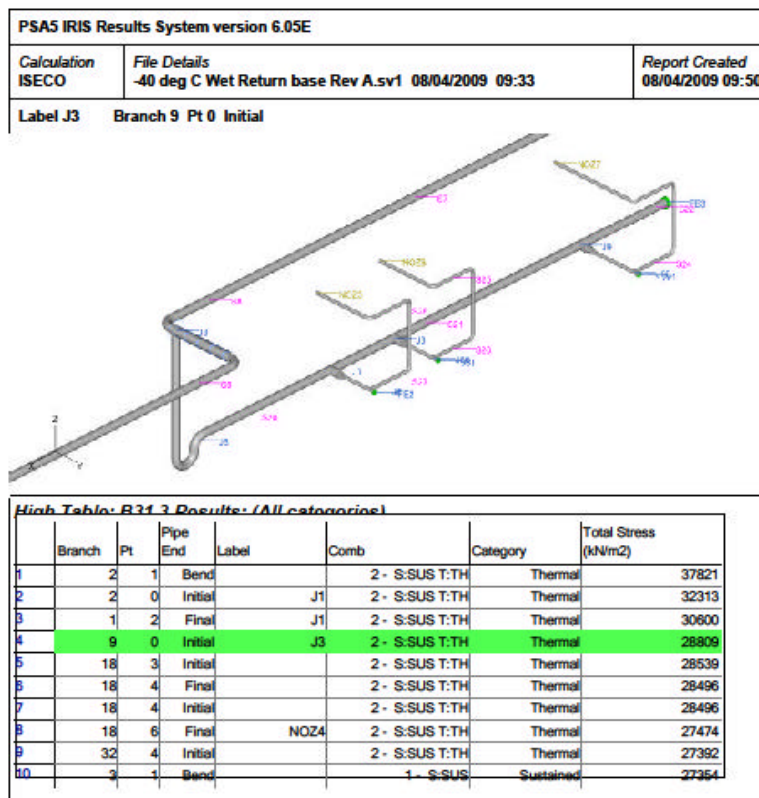 PSA5 IRIS Results System version 6.05E
Calculation File Details Report Created
ISECO -40 deg C Wet Return base Rev A.sv1 08/04/2009 09:33 08/04/2009 09:50
Label J3 Branch 9 Pt 0 Initial
NOZ7
J9
S24
S23
NOZ3
S21
J3
S23
J5
Z
X
Y
High Table: B31.3 Results: (All categories)
Branch Pt Pipe End Label Comb Category Total Stress (kN/m2)
1 2 1 Bend 2 - S:SUS T:TH Thermal 37821
2 2 0 Initial J1 2 - S:SUS T:TH Thermal 32313
3 1 2 Final J1 2 - S:SUS T:TH Thermal 30600
4 9 0 Initial J3 2 - S:SUS T:TH Thermal 28809
5 18 3 Initial 2 - S:SUS T:TH Thermal 28539
6 18 4 Final 2 - S:SUS T:TH Thermal 28496
7 18 4 Initial 2 - S:SUS T:TH Thermal 28496
8 18 6 Final NOZ4 2 - S:SUS T:TH Thermal 27474
9 32 4 Initial 2 - S:SUS T:TH Thermal 27392
10 3 1 Bend 1 - S:SUS Sustained 27354